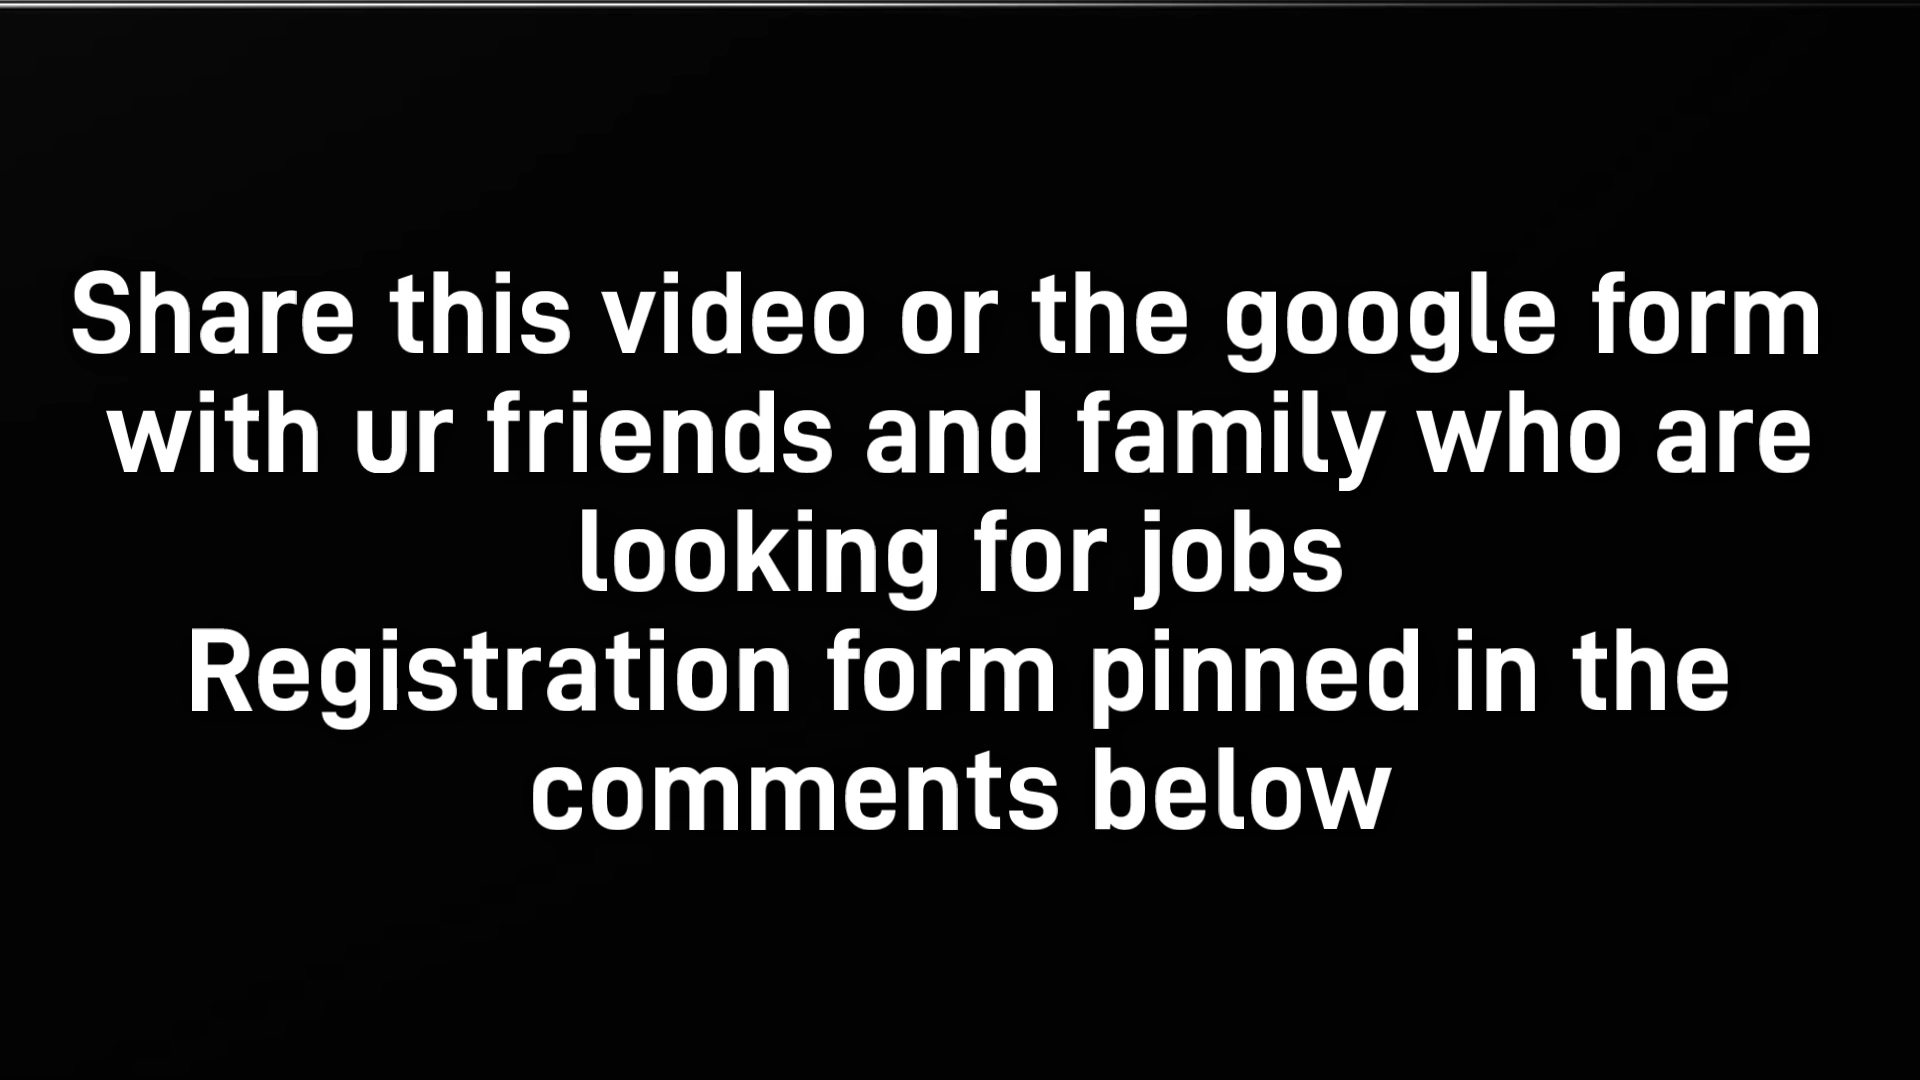 Share this video or the google form
with ur friends and family who are
looking for jobs
Registration form pinned in the
comments below